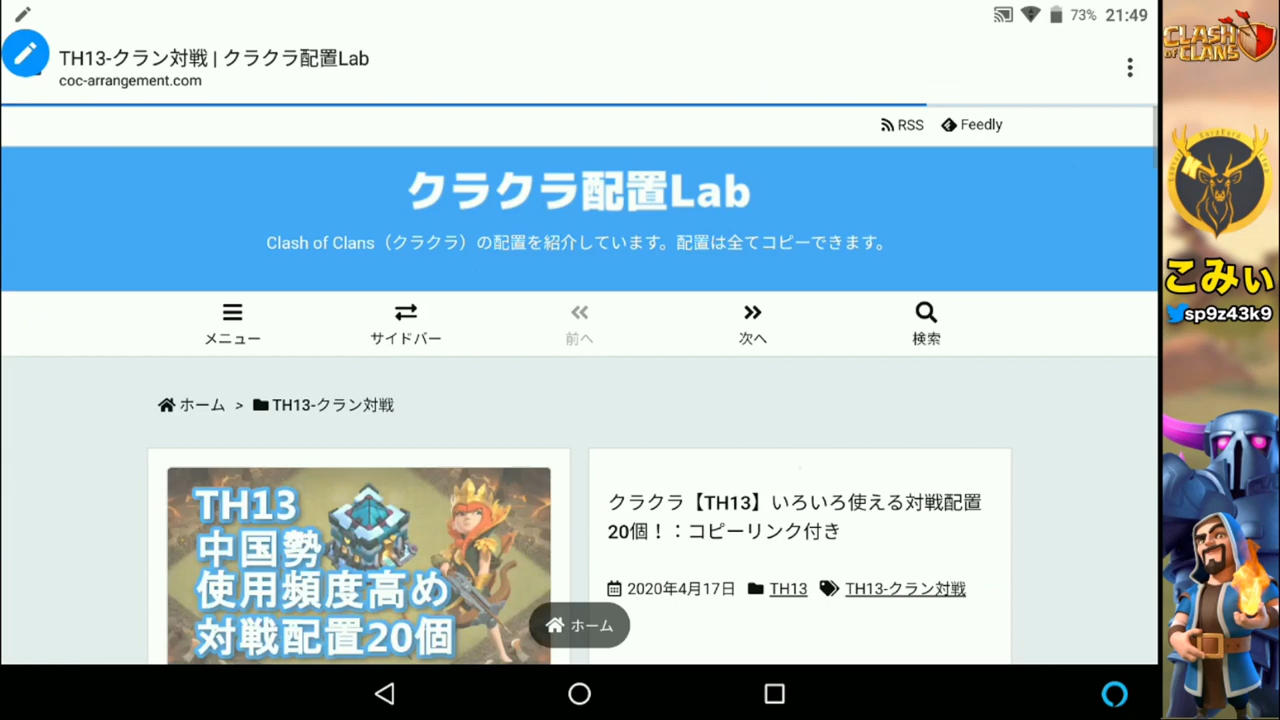 73% 21:49
TH13-クラン対戦 | クラクラ配置Lab
coc-arrangement.com
RSS Feedly
クラクラ配置Lab
Clash of Clans（クラクラ）の配置を紹介しています。配置は全てコピーできます。
メニュー サイドバー 前へ 次へ 検索
ホーム > TH13-クラン対戦
TH13
中国勢
使用頻度高め
対戦配置20個
クラクラ【TH13】いろいろ使える対戦配置
20個！：コピーリンク付き
2020年4月17日 TH13 TH13-クラン対戦
ホーム
CLASH
OF CLANS
こみぃ
sp9z43k9